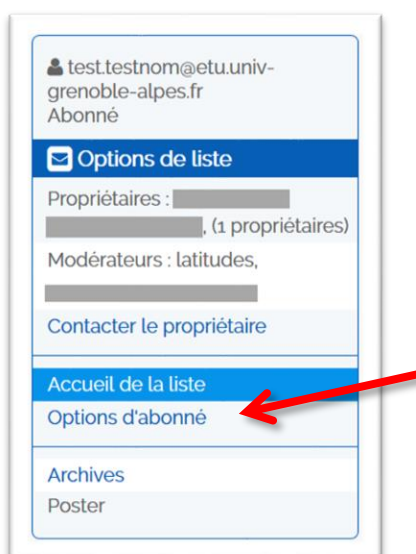 test.testnom@etu.univ-
grenoble-alpes.fr
Abonné
Options de liste
Propriétaires :
, (1 propriétaires)
Modérateurs : latitudes,
Contacter le propriétaire
Accueil de la liste
Options d'abonné
Archives
Poster